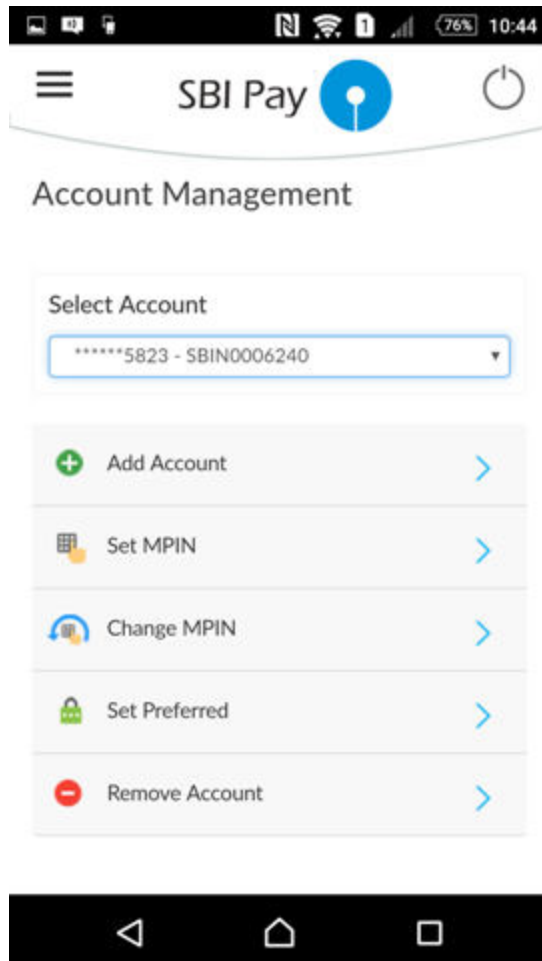 1 76% 10:44
SBI Pay
Account Management
Select Account
******5823 - SBIN0006240
Add Account
Set MPIN
Change MPIN
Set Preferred
Remove Account